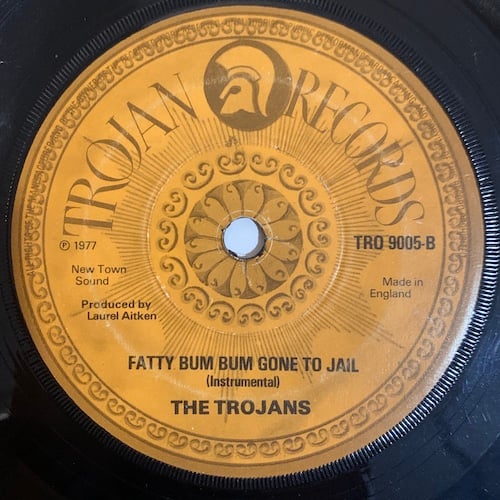 TROJAN RECORDS
℗ 1977
TRO 9005-B
New Town
Sound
Made in
England
Produced by
Laurel Aitken
FATTY BUM BUM GONE TO JAIL
(Instrumental)
THE TROJANS